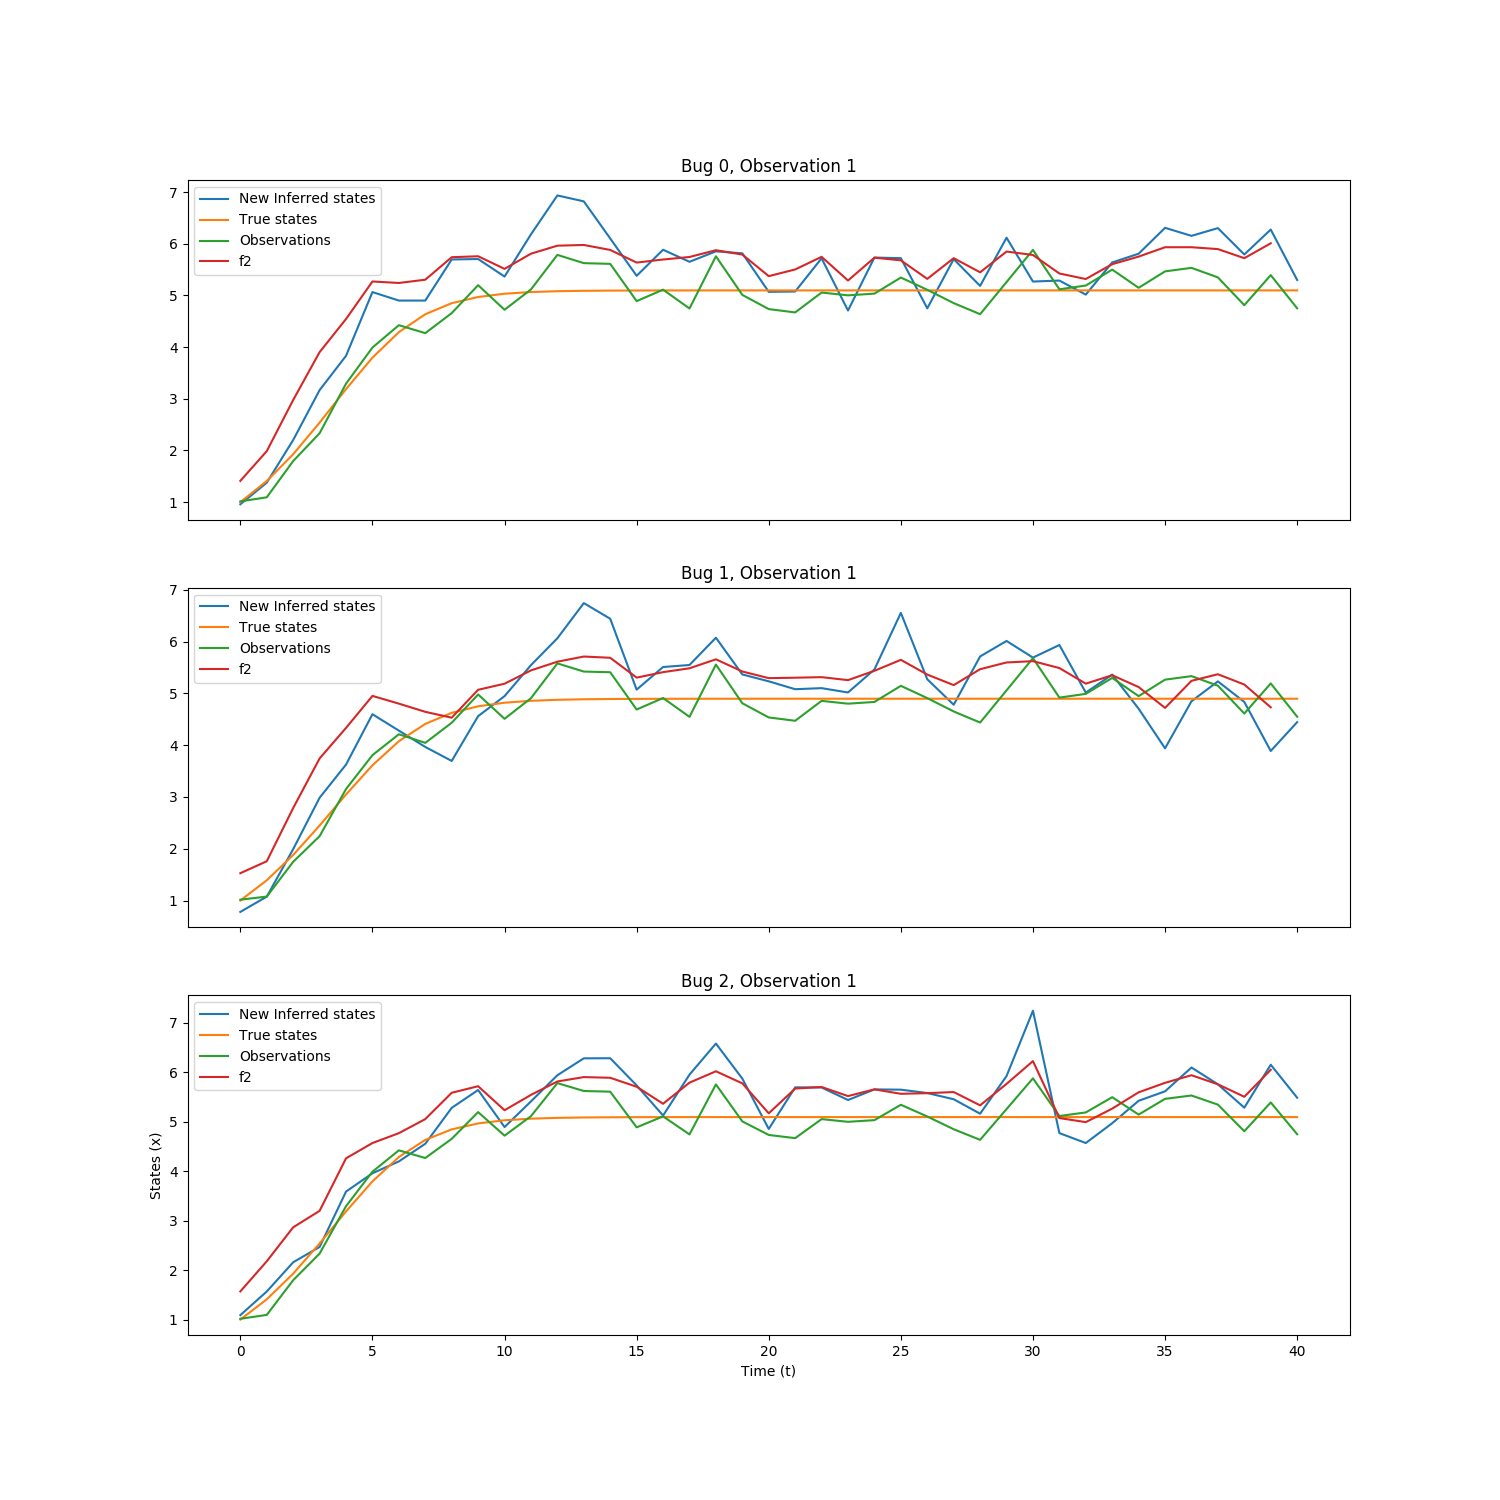 Bug 0, Observation 1
New Inferred states
True states
Observations
f2
7
6
5
4
3
2
1
Bug 1, Observation 1
New Inferred states
True states
Observations
f2
7
6
5
4
3
2
1
Bug 2, Observation 1
New Inferred states
True states
Observations
f2
7
6
5
4
3
2
1
States (x)
0 5 10 15 20 25 30 35 40
Time (t)